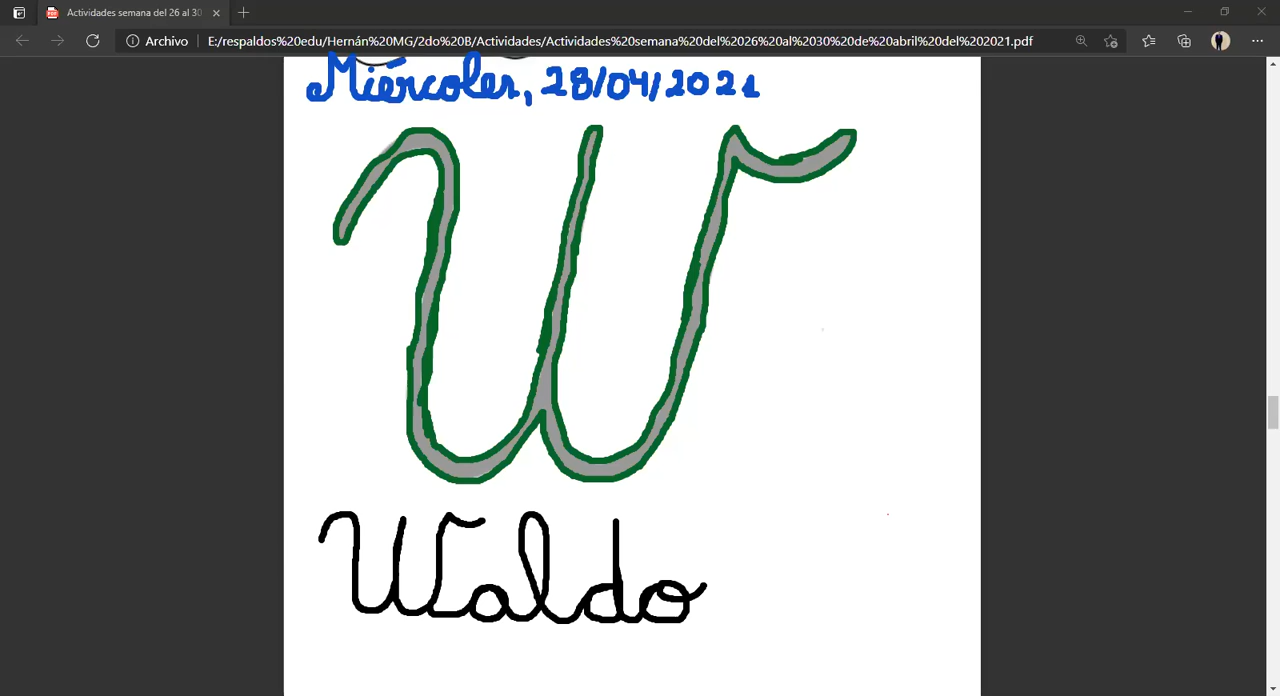 Actividades semana del 26 al 30
Archivo
E:/respaldos%20edu/Hernán%20MG/2do%20B/Actividades/Actividades%20semana%20del%2026%20al%2030%20de%20abril%20del%202021.pdf
Miércoles, 28/04/2021
W
Waldo